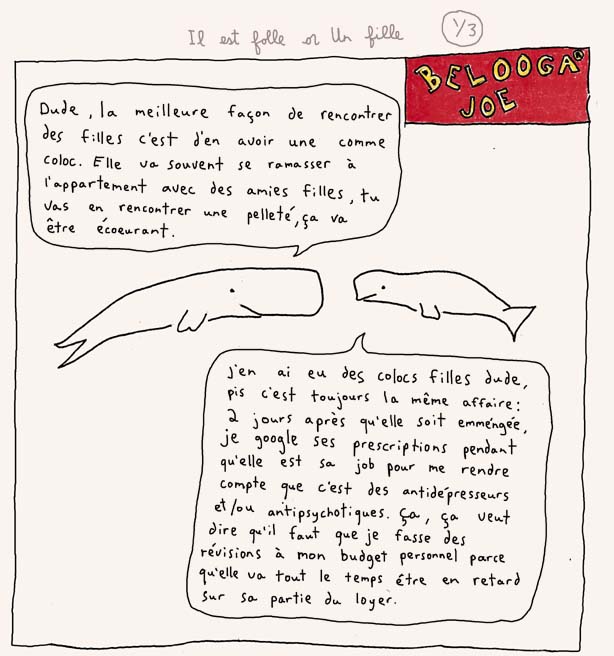 Il est folle or Un fille
1/3
BELOOGA
JOE
Dude, la meilleure façon de rencontrer
des filles c'est d'en avoir une comme
coloc. Elle va souvent se ramasser à
l'appartement avec des amies filles, tu
vas en rencontrer une pelleté, ça va
être écoeurant.
J'en ai eu des colocs filles dude,
pis c'est toujours la même affaire:
2 jours après qu'elle soit emméngée,
je google ses prescriptions pendant
qu'elle est sa job pour me rendre
compte que c'est des antidépresseurs
et/ou antipsychotiques. Ça, ça veut
dire qu'il faut que je fasse des
révisions à mon budget personnel parce
qu'elle va tout le temps être en retard
sur sa partie du loyer.